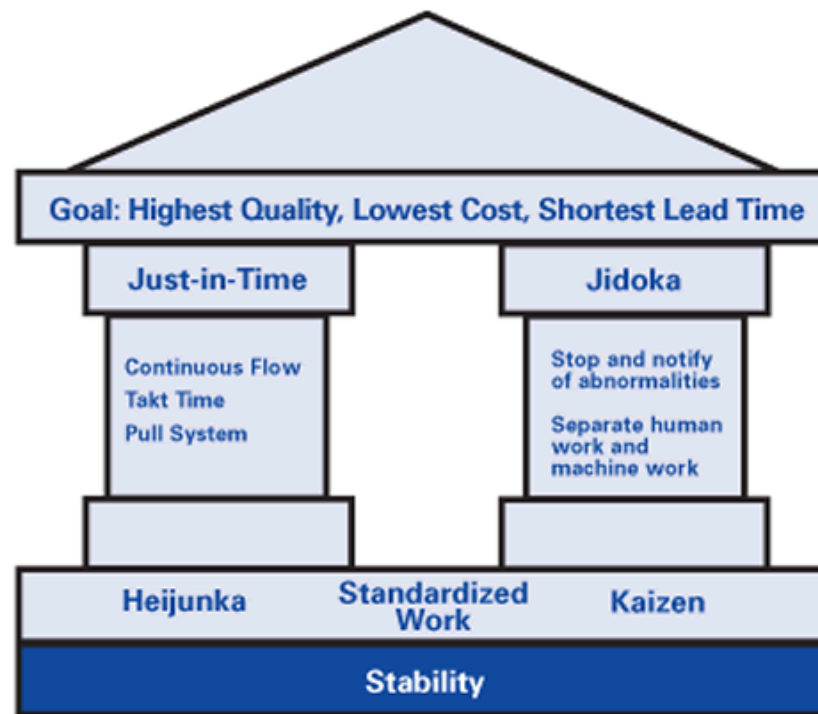 Goal: Highest Quality, Lowest Cost, Shortest Lead Time
Just-in-Time
Continuous Flow
Takt Time
Pull System
Jidoka
Stop and notify
of abnormalities
Separate human
work and
machine work
Heijunka
Standardized
Work
Kaizen
Stability